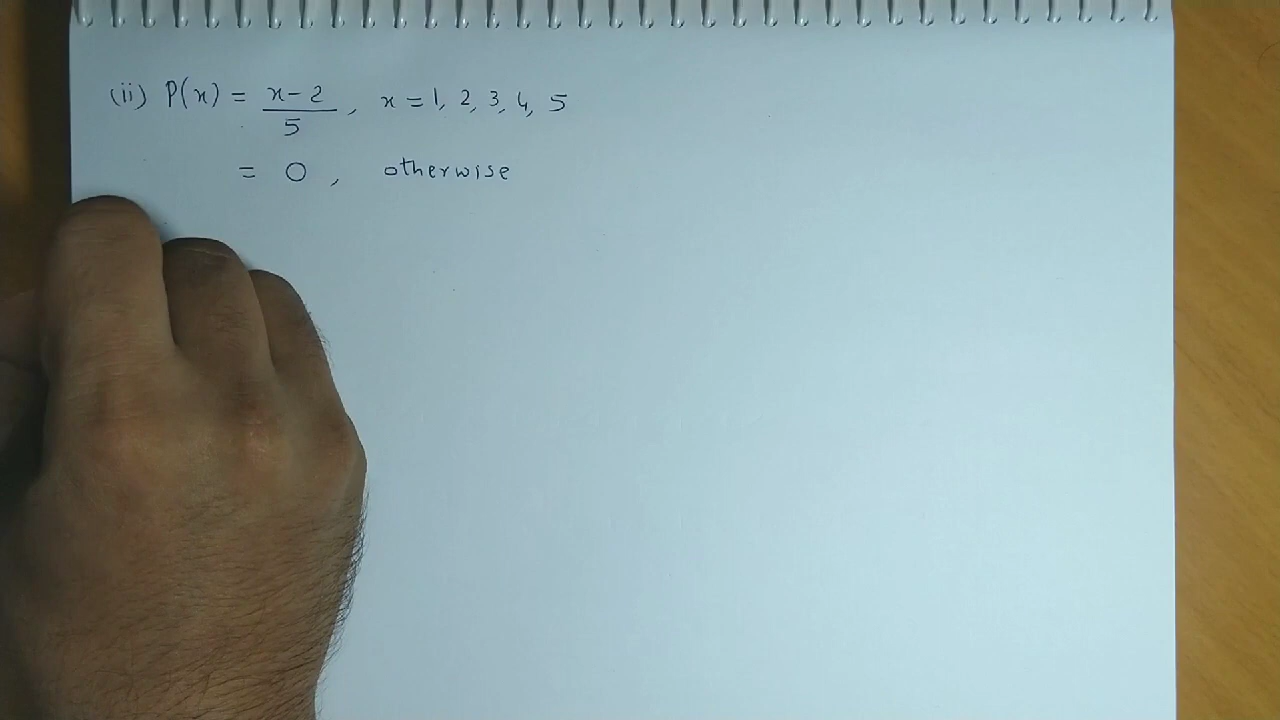 (ii) P(x) = x-2/5, x = 1, 2, 3, 4, 5
= 0, otherwise